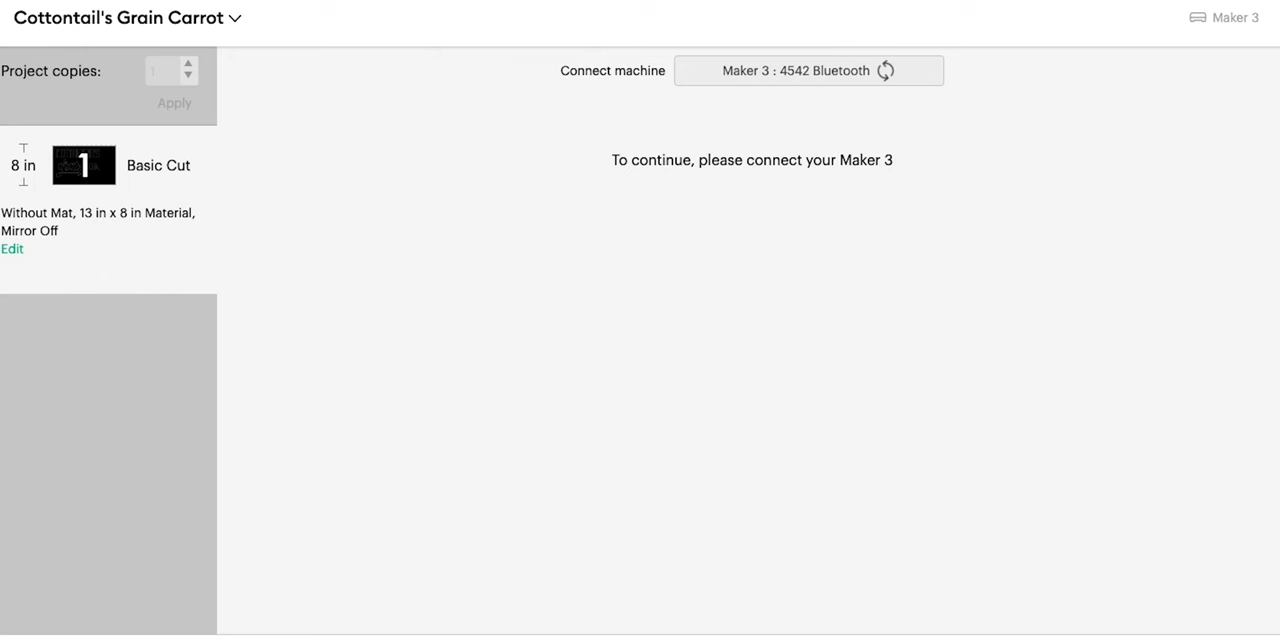 Cottontail's Grain Carrot
Maker 3
Project copies:
1
Apply
Connect machine
Maker 3 : 4542 Bluetooth
To continue, please connect your Maker 3
8 in
1
Basic Cut
Without Mat, 13 in x 8 in Material,
Mirror Off
Edit